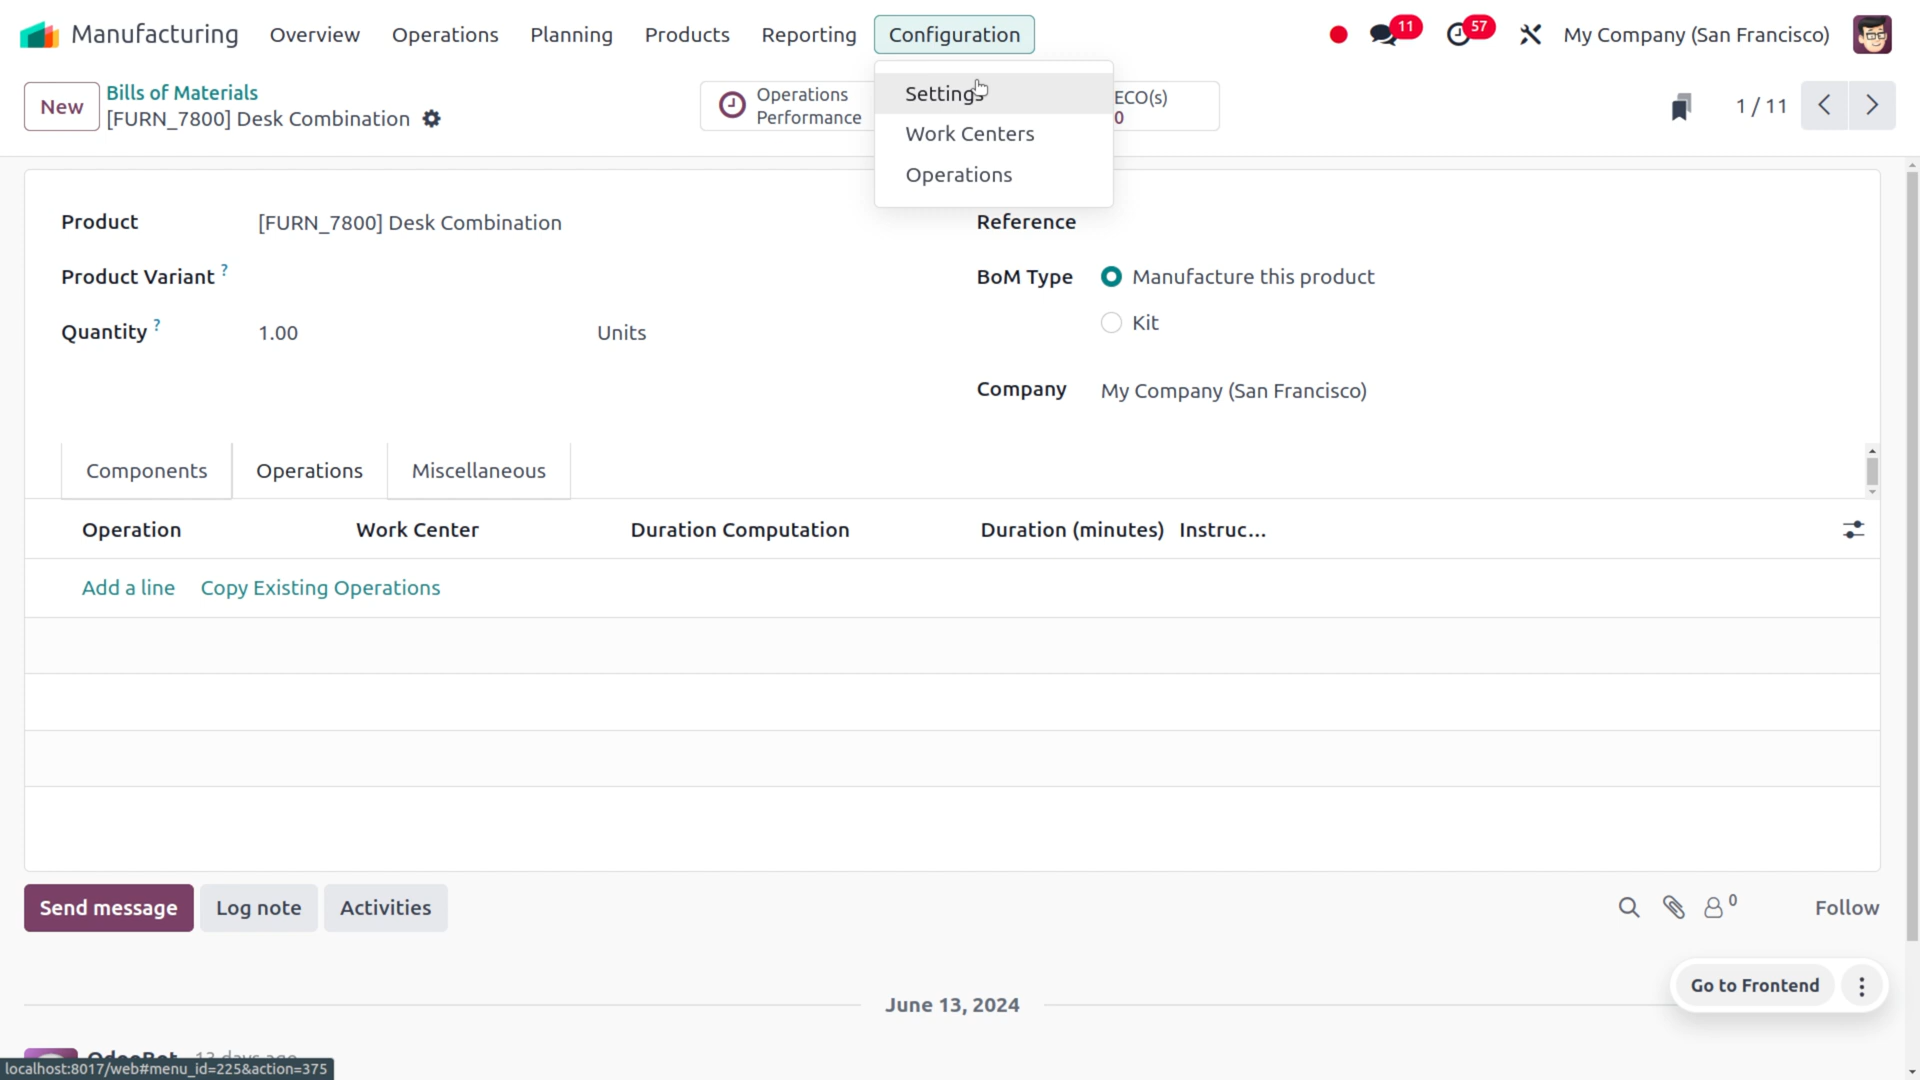 Manufacturing Overview Operations Planning Products Reporting Configuration 11 57 My Company (San Francisco)
Settings
Work Centers
Operations
New
Bills of Materials
[FURN_7800] Desk Combination
Operations
Performance
ECO(s)
0
1 / 11
Product [FURN_7800] Desk Combination
Reference
Product Variant ?
BoM Type Manufacture this product
Kit
Quantity ? 1.00 Units
Company My Company (San Francisco)
Components Operations Miscellaneous
Operation Work Center Duration Computation Duration (minutes) Instruc...
Add a line Copy Existing Operations
Send message Log note Activities 0 Follow
Go to Frontend
June 13, 2024
OdooBot 13 days ago
localhost:8017/web#menu_id=225&action=375